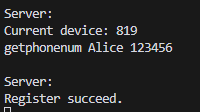 Server:
Current device: 819
getphonenum Alice 123456

Server:
Register succeed.